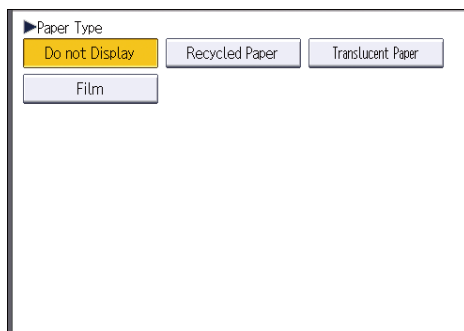 ▶Paper Type
Do not Display Recycled Paper Translucent Paper
Film